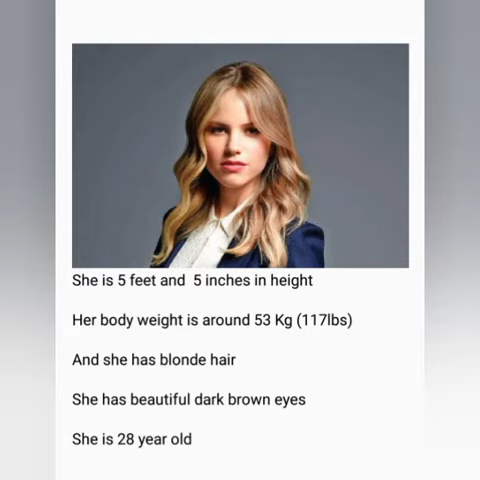 She is 5 feet and  5 inches in height
Her body weight is around 53 Kg (117lbs)
And she has blonde hair
She has beautiful dark brown eyes
She is 28 year old